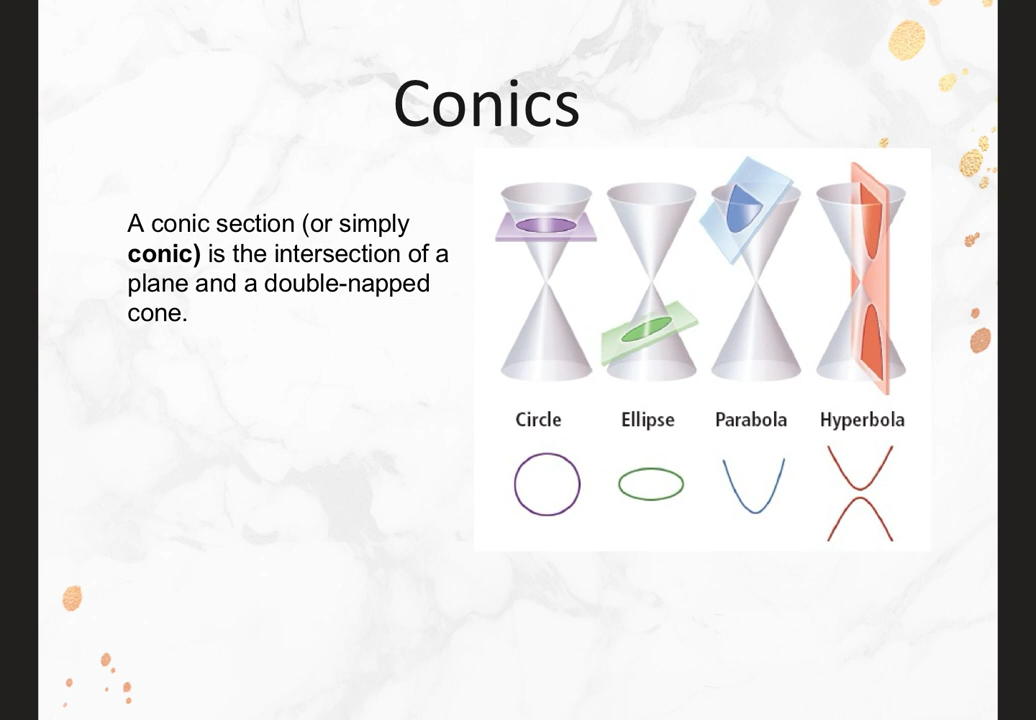 Conics
A conic section (or simply
conic) is the intersection of a
plane and a double-napped
cone.
Circle Ellipse Parabola Hyperbola